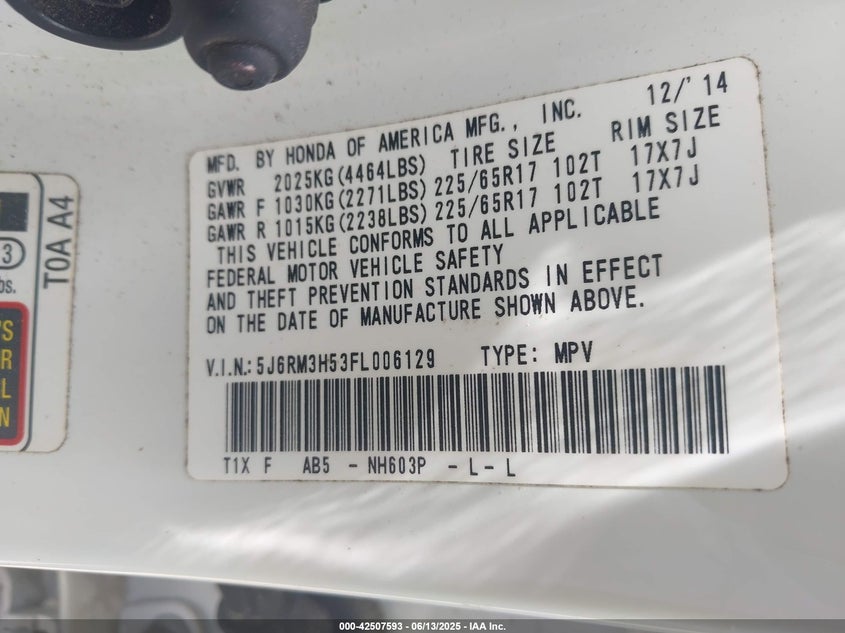 12/'14
MFD. BY HONDA OF AMERICA MFG., INC.
GVWR 2025KG(4464LBS) TIRE SIZE RIM SIZE
GAWR F 1030KG(2271LBS) 225/65R17 102T 17X7J
GAWR R 1015KG(2238LBS) 225/65R17 102T 17X7J
THIS VEHICLE CONFORMS TO ALL APPLICABLE
FEDERAL MOTOR VEHICLE SAFETY
AND THEFT PREVENTION STANDARDS IN EFFECT
ON THE DATE OF MANUFACTURE SHOWN ABOVE.
V.I.N.: 5J6RM3H53FL006129 TYPE: MPV
T1X F AB5 - NH603P - L - L
T0A A4
3
bs.
'S
R
L
N
000-42507593 - 06/13/2025 - IAA Inc.